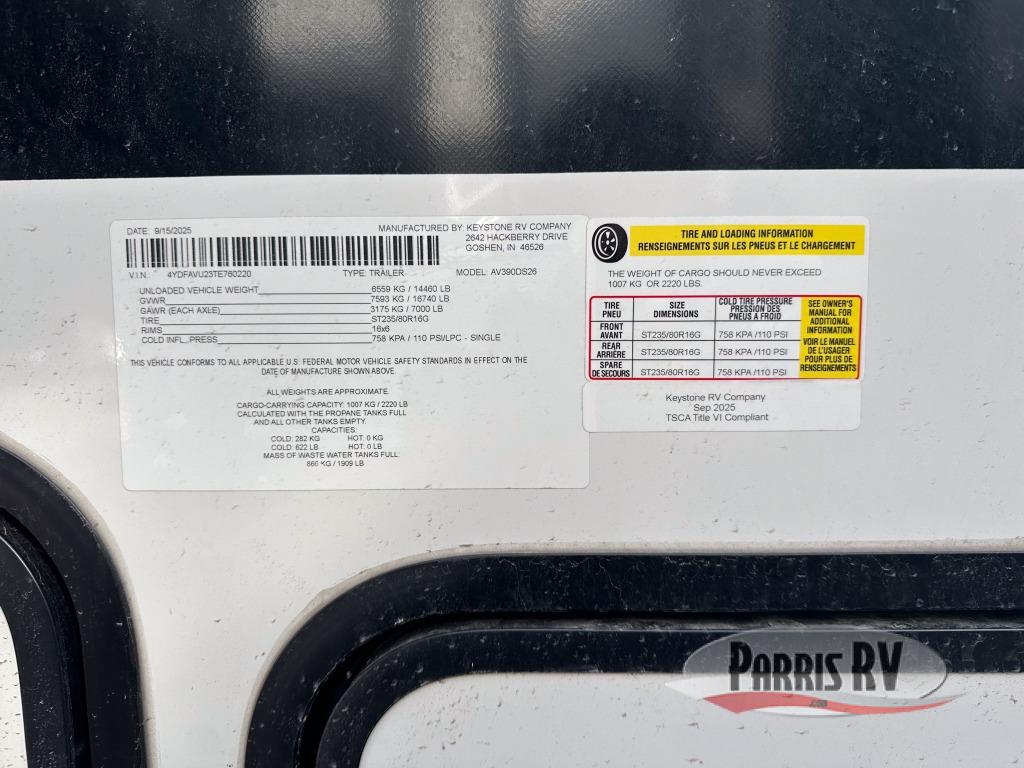 DATE: 9/15/2025
MANUFACTURED BY: KEYSTONE RV COMPANY
2642 HACKBERRY DRIVE
GOSHEN, IN 46526
V.I.N.: 4YDFAVU23TE760220 TYPE: TRAILER MODEL: AV390DS26
UNLOADED VEHICLE WEIGHT 6559 KG / 14460 LB
GVWR 7593 KG / 16740 LB
GAWR (EACH AXLE) 3175 KG / 7000 LB
TIRE ST235/80R16G
RIMS 16x6
COLD INFL. PRESS 758 KPA / 110 PSI/LPC - SINGLE
THIS VEHICLE CONFORMS TO ALL APPLICABLE U.S. FEDERAL MOTOR VEHICLE SAFETY STANDARDS IN EFFECT ON THE
DATE OF MANUFACTURE SHOWN ABOVE.
ALL WEIGHTS ARE APPROXIMATE.
CARGO-CARRYING CAPACITY: 1007 KG / 2220 LB
CALCULATED WITH THE PROPANE TANKS FULL
AND ALL OTHER TANKS EMPTY.
CAPACITIES:
COLD: 282 KG HOT: 0 KG
COLD: 622 LB HOT: 0 LB
MASS OF WASTE WATER TANKS FULL:
866 KG / 1909 LB
TIRE AND LOADING INFORMATION
RENSEIGNEMENTS SUR LES PNEUS ET LE CHARGEMENT
THE WEIGHT OF CARGO SHOULD NEVER EXCEED
1007 KG OR 2220 LBS.
TIRE
PNEU
SIZE
DIMENSIONS
COLD TIRE PRESSURE
PRESSION DES
PNEUS A FROID
FRONT
AVANT
ST235/80R16G 758 KPA /110 PSI
REAR
ARRIÈRE
ST235/80R16G 758 KPA /110 PSI
SPARE
DE SECOURS
ST235/80R16G 758 KPA /110 PSI
SEE OWNER'S
MANUAL FOR
ADDITIONAL
INFORMATION
VOIR LE MANUEL
DE L'USAGER
POUR PLUS DE
RENSEIGNEMENTS
Keystone RV Company
Sep 2025
TSCA Title VI Compliant
PARRIS RV
.com